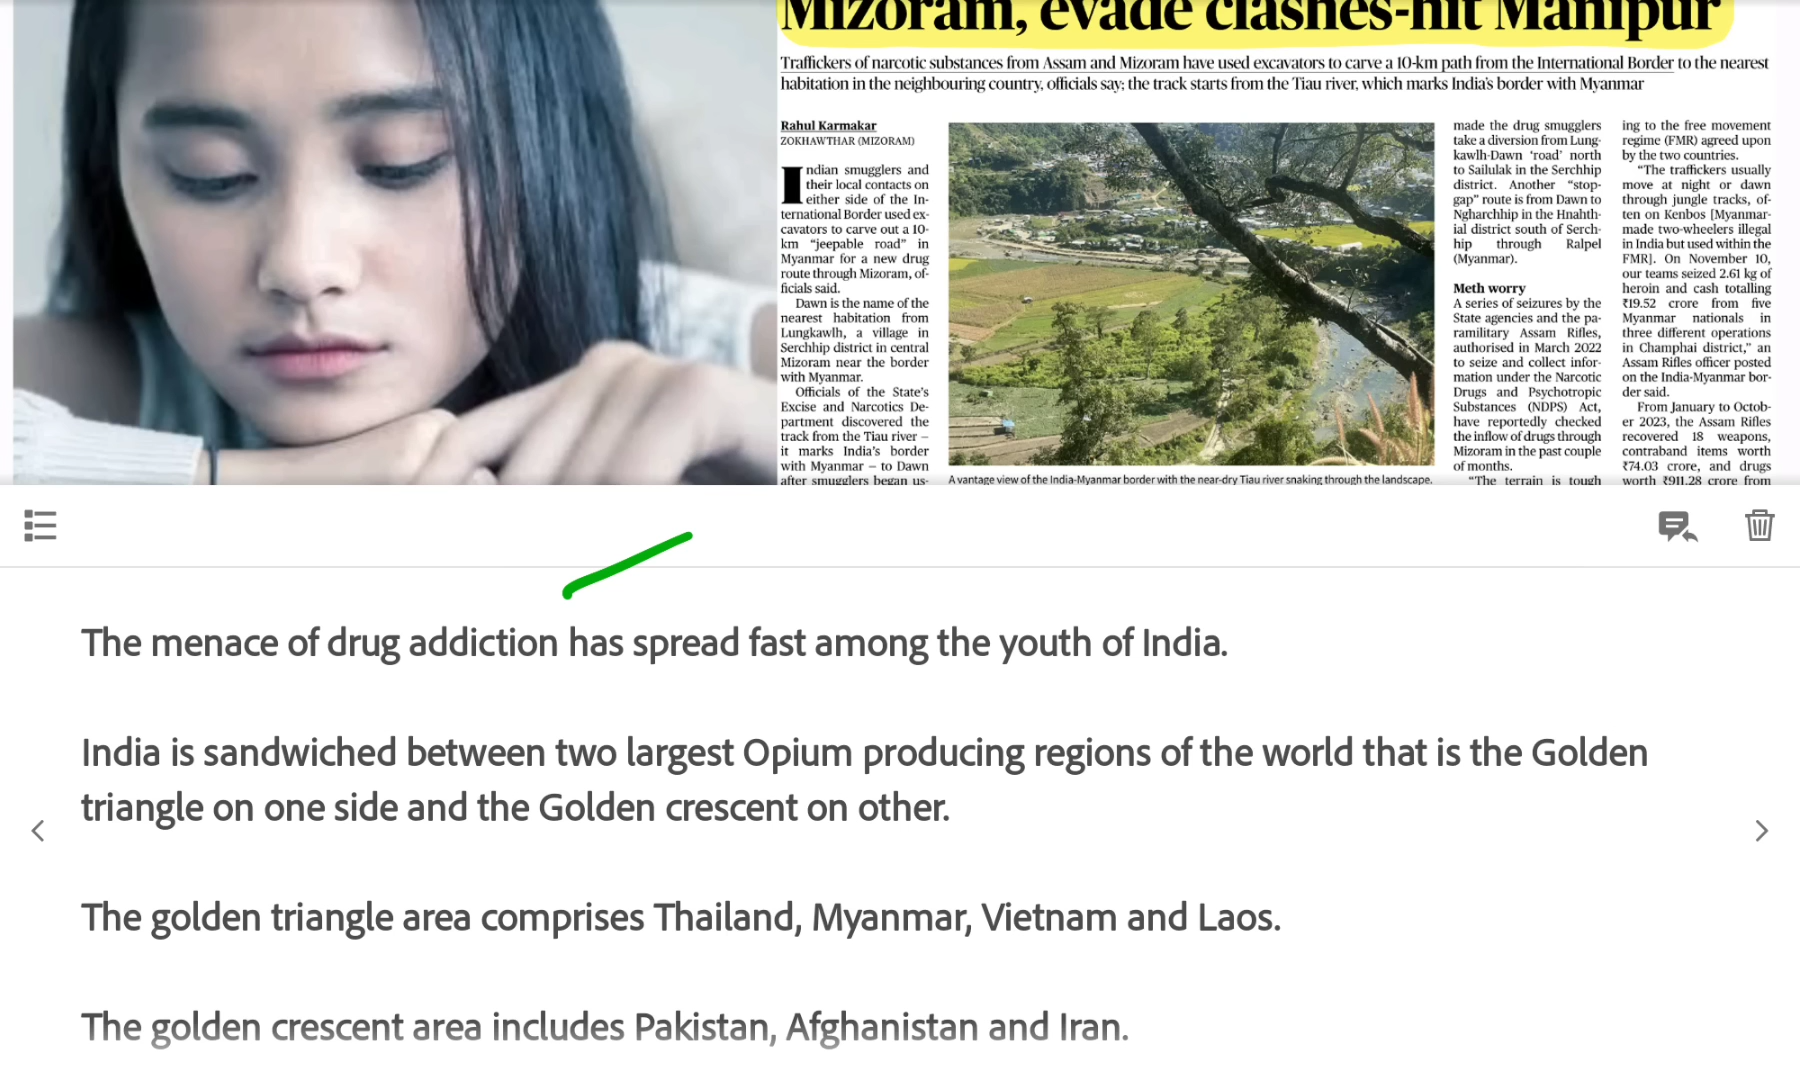 Mizoram, evade clashes-hit Manipur
Traffickers of narcotic substances from Assam and Mizoram have used excavators to carve a 10-km path from the International Border to the nearest
habitation in the neighbouring country, officials say; the track starts from the Tiau river, which marks India's border with Myanmar
Rahul Karmakar
ZOKHAWTHAR (MIZORAM)
Indian smugglers and
their local contacts on
either side of the In-
ternational Border used ex-
cavators to carve out a 10-
km “jeepable road” in
Myanmar for a new drug
route through Mizoram, of-
ficials said.
Dawn is the name of the
nearest habitation from
Lungkawlh, a village in
Serchhip district in central
Mizoram near the border
with Myanmar.
Officials of the State's
Excise and Narcotics De-
partment discovered the
track from the Tiau river –
it marks India's border
with Myanmar – to Dawn
after smugglers began us-
A vantage view of the India-Myanmar border with the near-dry Tiau river snaking through the landscape.
made the drug smugglers
take a diversion from Lung-
kawlh-Dawn ‘road’ north
to Sailulak in the Serchhip
district. Another “stop-
gap” route is from Dawn to
Ngharchhip in the Hnahth-
ial district south of Serch-
hip through Ralpel
(Myanmar).
Meth worry
A series of seizures by the
State agencies and the pa-
ramilitary Assam Rifles,
authorised in March 2022
to seize and collect infor-
mation under the Narcotic
Drugs and Psychotropic
Substances (NDPS) Act,
have reportedly checked
the inflow of drugs through
Mizoram in the past couple
of months.
“The terrain is tough
ing to the free movement
regime (FMR) agreed upon
by the two countries.
“The traffickers usually
move at night or dawn
through jungle tracks, of-
ten on Kenbos [Myanmar-
made two-wheelers illegal
in India but used within the
FMR]. On November 10,
our teams seized 2.61 kg of
heroin and cash totalling
₹19.52 crore from five
Myanmar nationals in
three different operations
in Champhai district,” an
Assam Rifles officer posted
on the India-Myanmar bor-
der said.
From January to Octob-
er 2023, the Assam Rifles
recovered 18 weapons,
contraband items worth
₹74.03 crore, and drugs
worth ₹911.28 crore from
The menace of drug addiction has spread fast among the youth of India.
India is sandwiched between two largest Opium producing regions of the world that is the Golden
triangle on one side and the Golden crescent on other.
The golden triangle area comprises Thailand, Myanmar, Vietnam and Laos.
The golden crescent area includes Pakistan, Afghanistan and Iran.